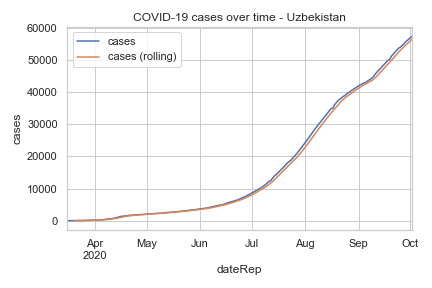 COVID-19 cases over time - Uzbekistan
cases
cases (rolling)
60000
50000
40000
30000
20000
10000
0
cases
Apr May Jun Jul Aug Sep Oct
2020
dateRep